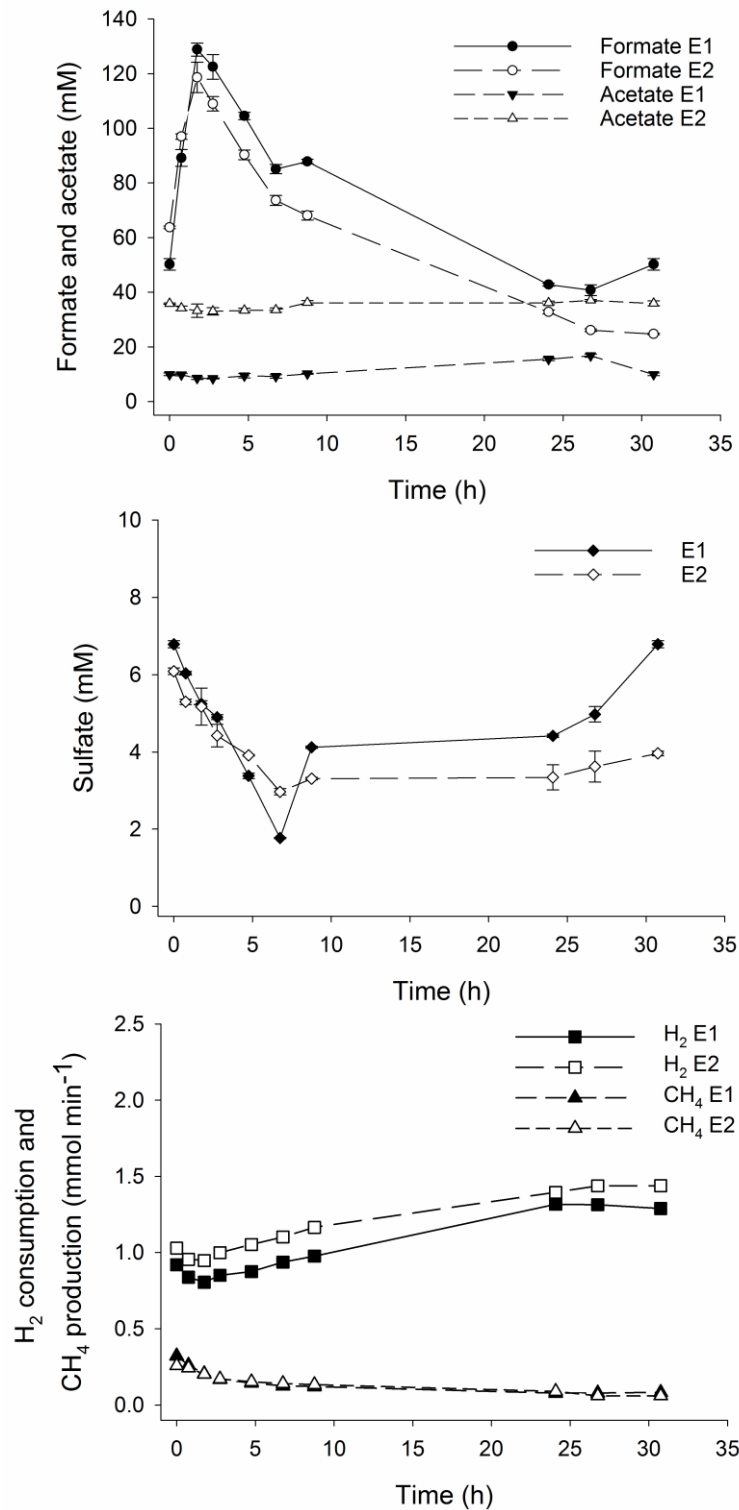 140
120
100
80
60
40
20
0
Formate and acetate (mM)
Formate E1
Formate E2
Acetate E1
Acetate E2
0 5 10 15 20 25 30 35
Time (h)
10
8
6
4
2
0
Sulfate (mM)
E1
E2
0 5 10 15 20 25 30 35
Time (h)
2.5
2.0
1.5
1.0
0.5
0.0
H₂ consumption and
CH₄ production (mmol min⁻¹)
H₂ E1
H₂ E2
CH₄ E1
CH₄ E2
0 5 10 15 20 25 30 35
Time (h)